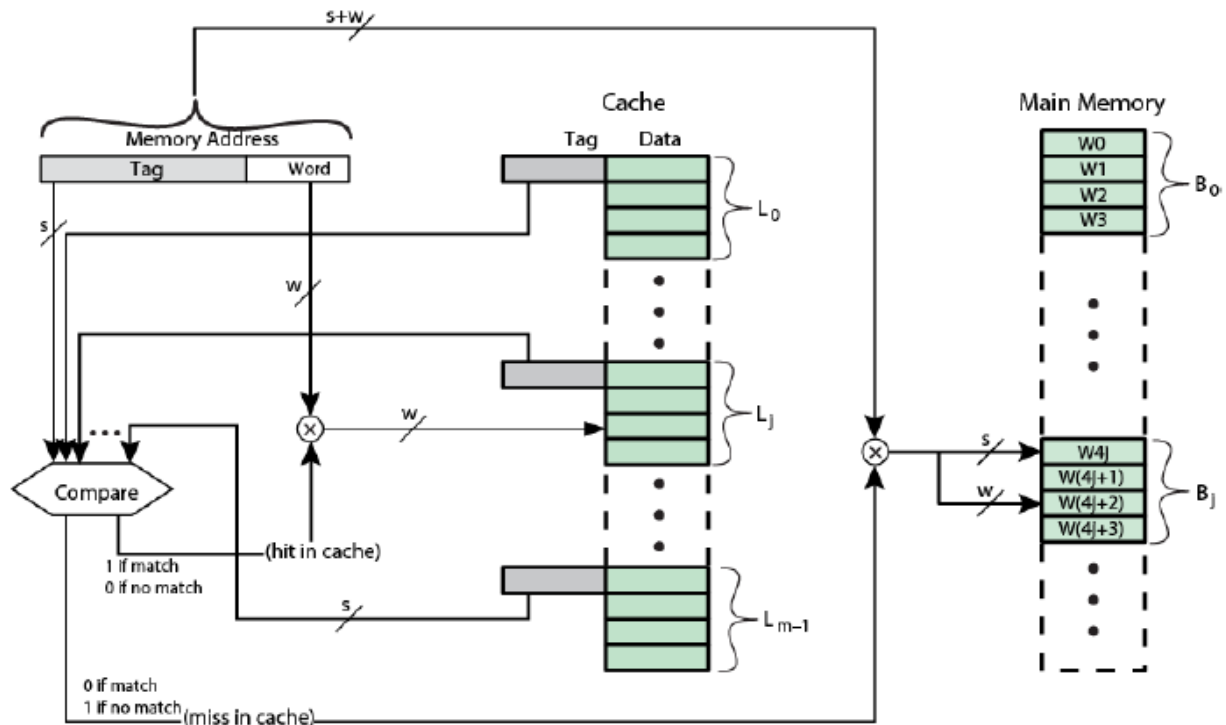 s+w
Cache
Main Memory
Memory Address
Tag
Data
Tag
Word
W0
W1
W2
W3
B0
L0
s
w
Lj
w
s
W4j
W(4j+1)
W(4j+2)
W(4j+3)
Bj
w
Compare
(hit in cache)
1 if match
0 if no match
s
Lm–1
0 if match
1 if no match
(miss in cache)